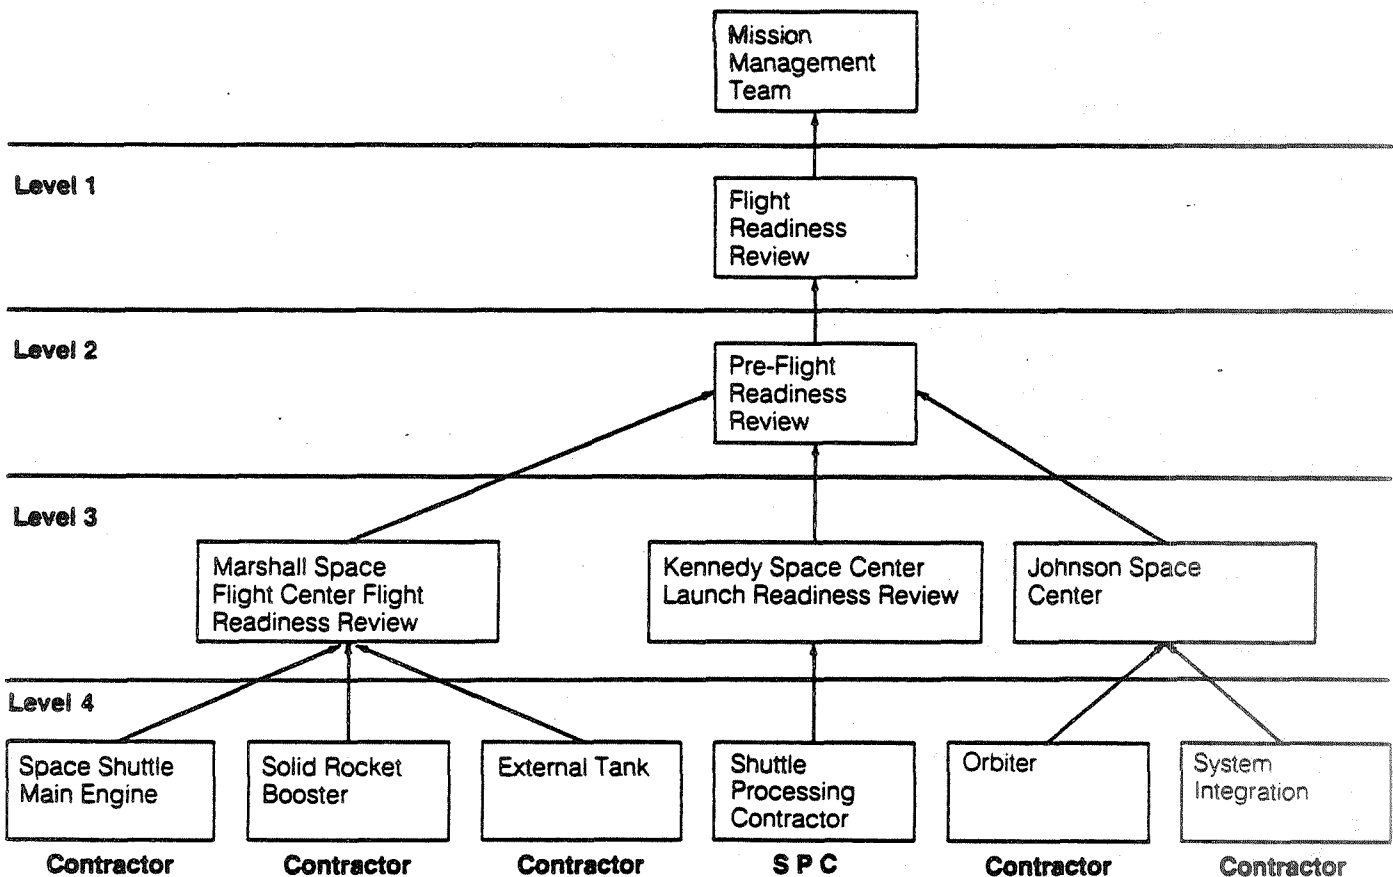 Mission
Management
Team
Level 1
Flight
Readiness
Review
Level 2
Pre-Flight
Readiness
Review
Level 3
Marshall Space
Flight Center Flight
Readiness Review
Kennedy Space Center
Launch Readiness Review
Johnson Space
Center
Level 4
Space Shuttle
Main Engine
Solid Rocket
Booster
External Tank
Shuttle
Processing
Contractor
Orbiter
System
Integration
Contractor
Contractor
Contractor
S P C
Contractor
Contractor